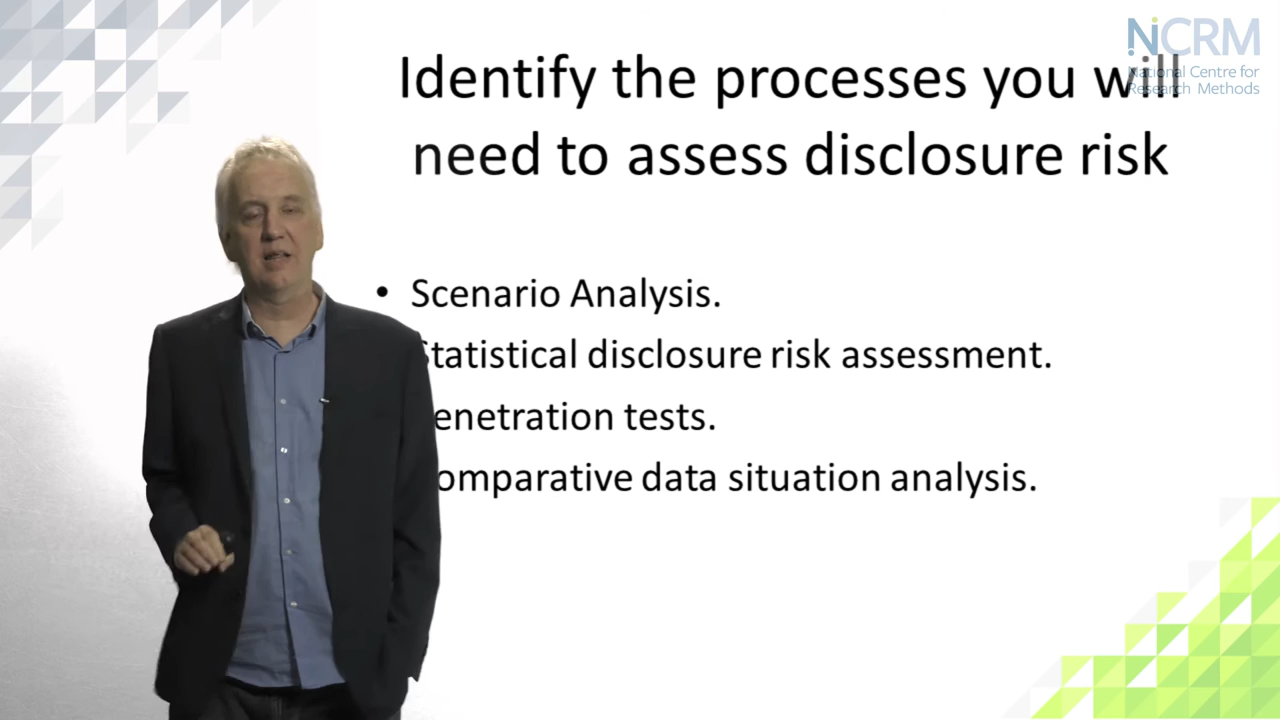 NCRM
National Centre for
Research Methods
Identify the processes you will
need to assess disclosure risk
• Scenario Analysis.
Statistical disclosure risk assessment.
enetration tests.
omparative data situation analysis.